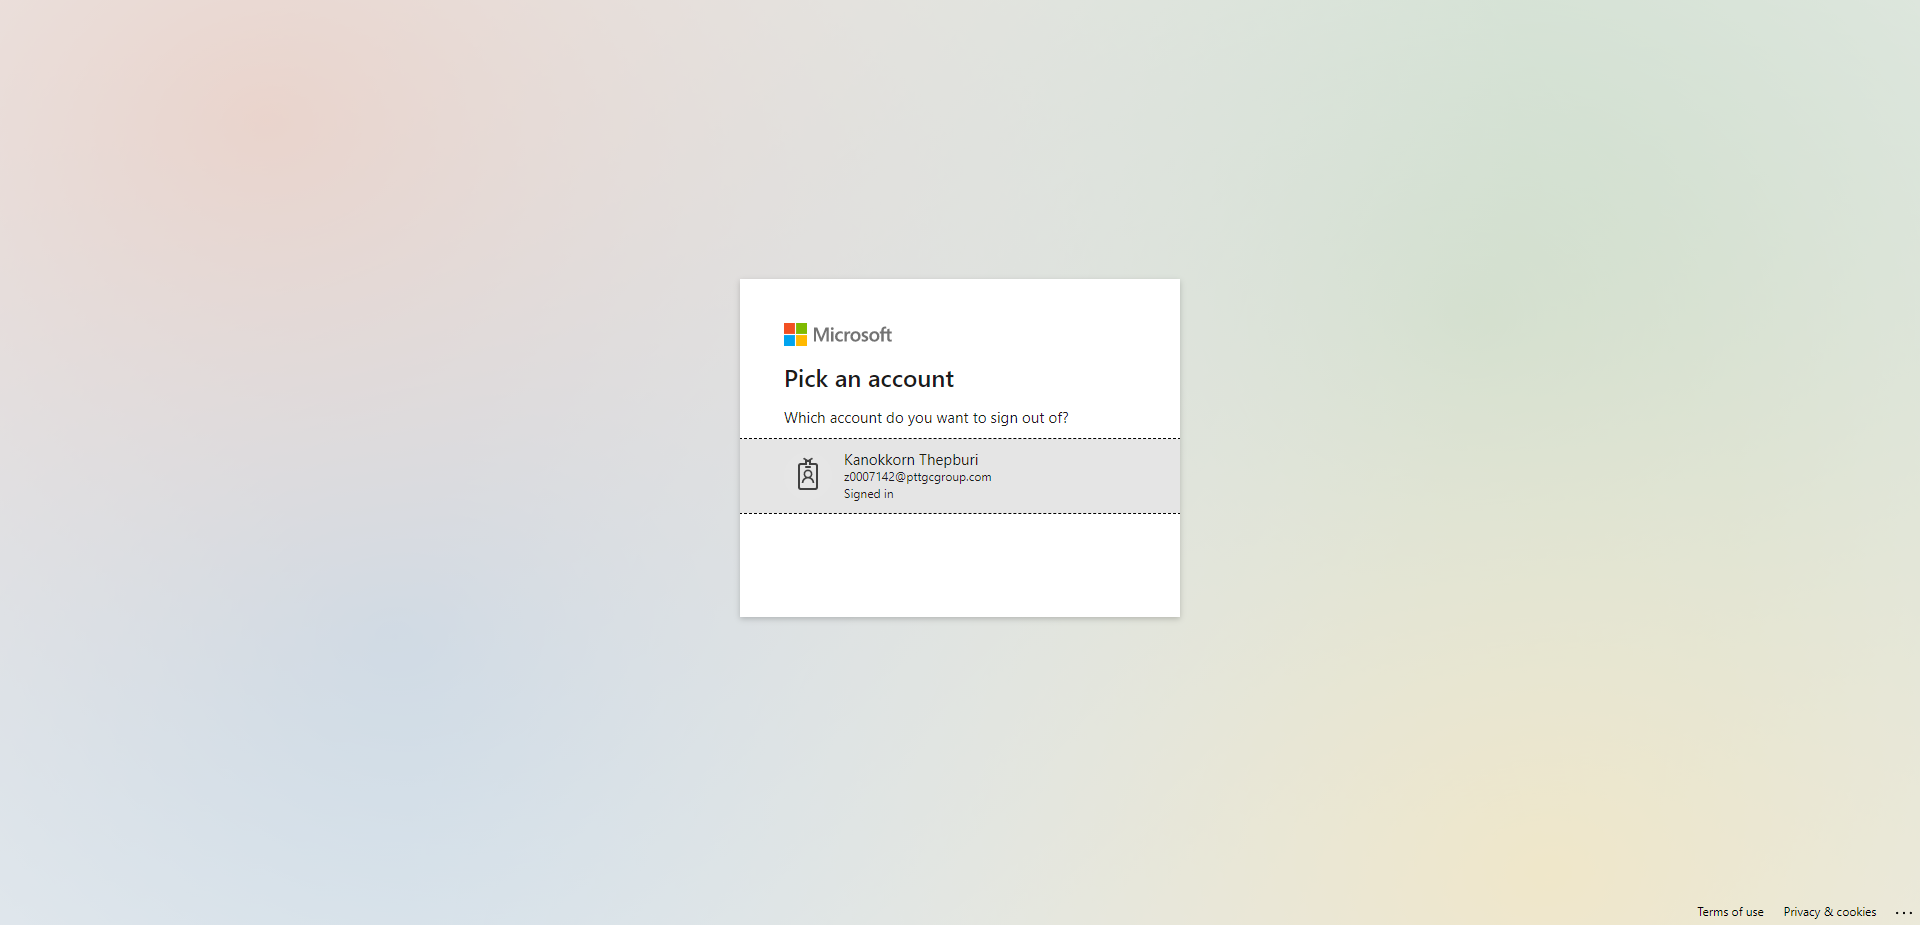 Microsoft
Pick an account
Which account do you want to sign out of?
Kanokkorn Thepburi
z0007142@pttgcgroup.com
Signed in
Terms of use
Privacy & cookies
...